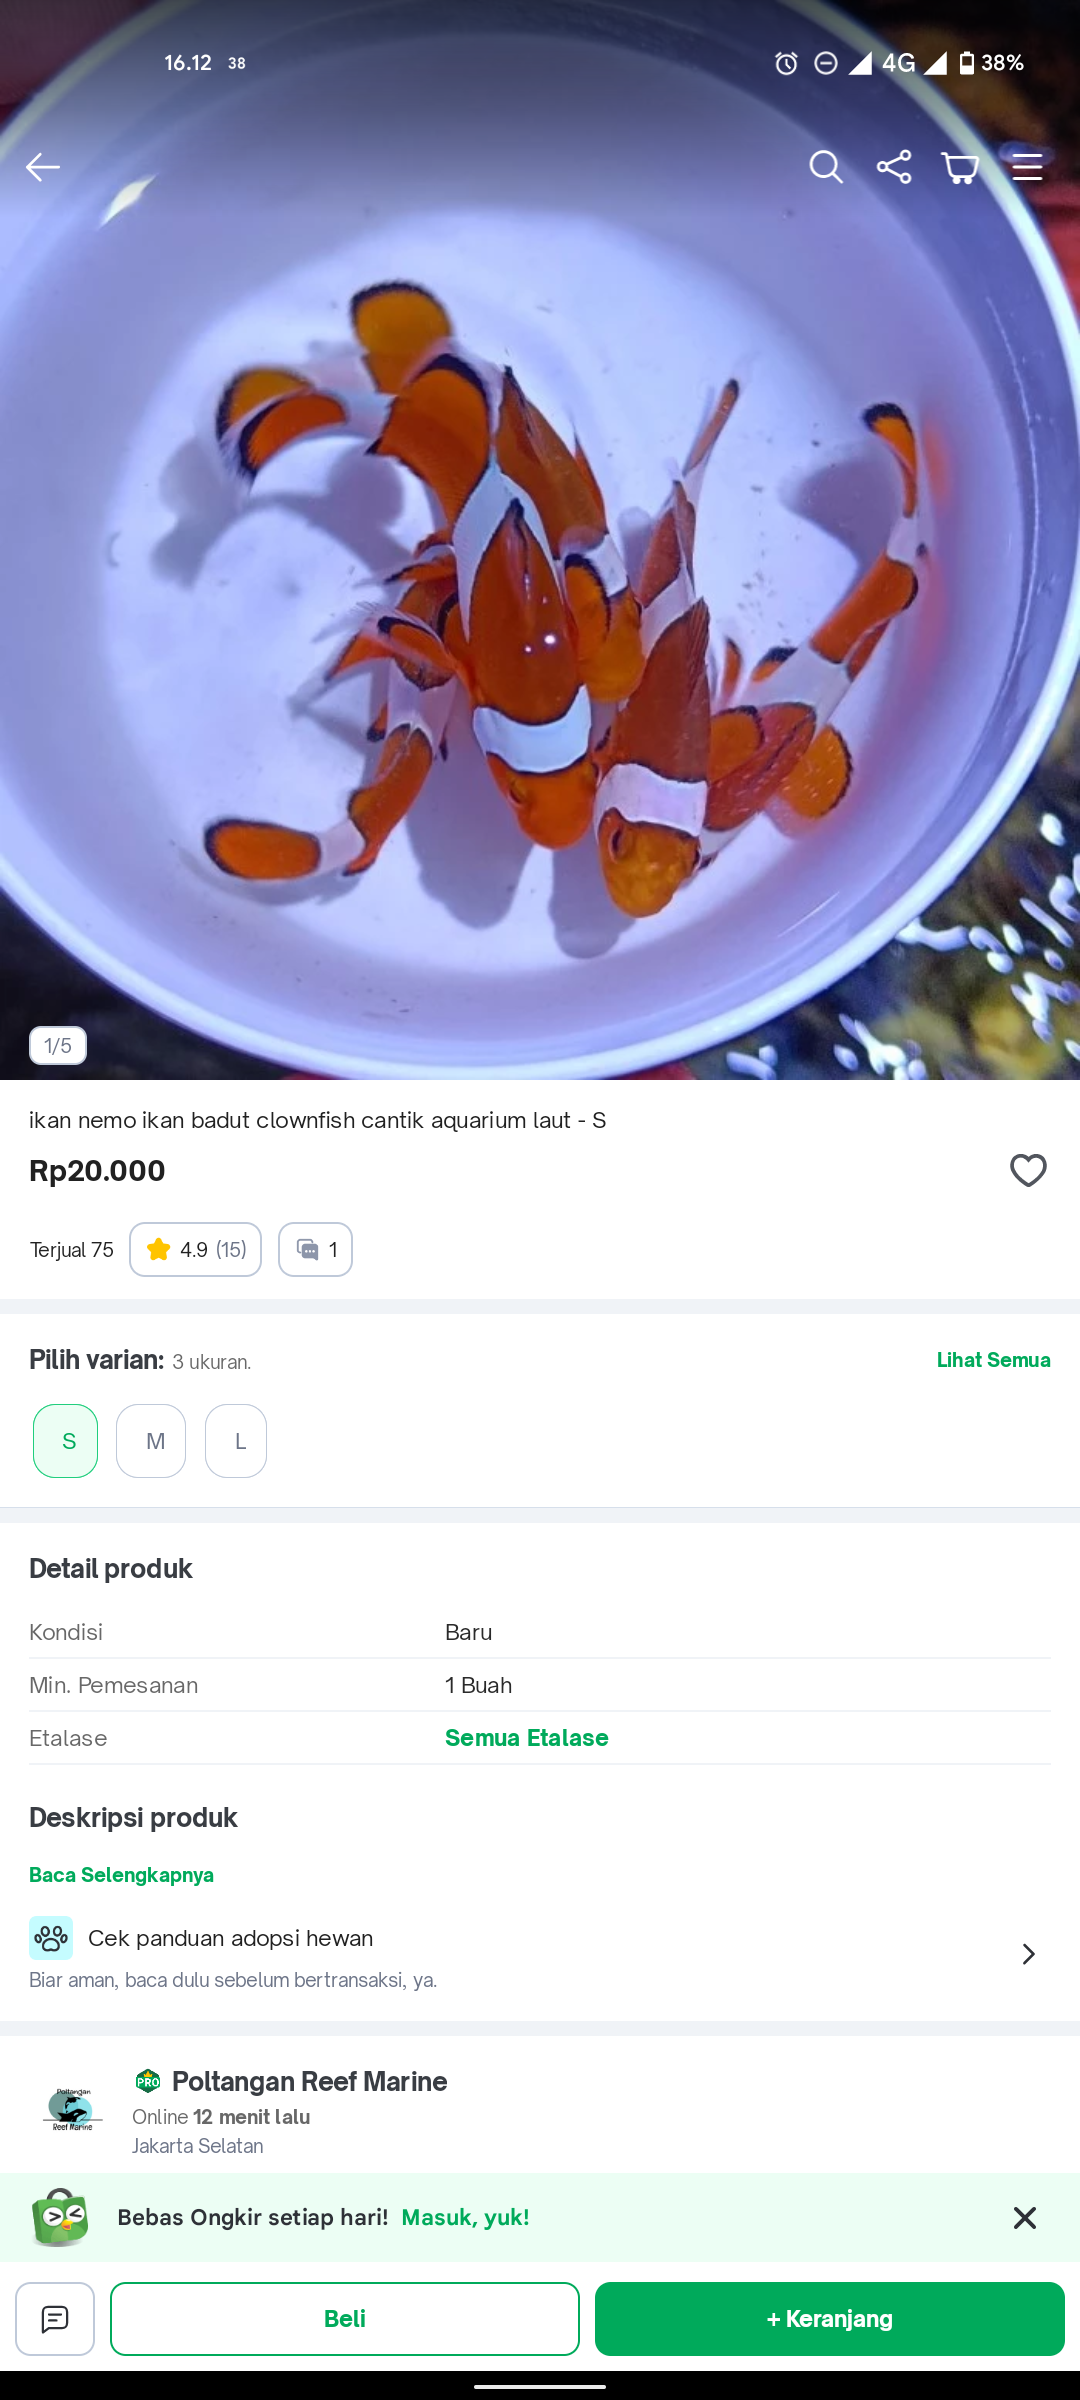 16.12 38 4G 38%
1/5
ikan nemo ikan badut clownfish cantik aquarium laut - S
Rp20.000
Terjual 75 4.9 (15) 1
Pilih varian: 3 ukuran. Lihat Semua
S M L
Detail produk
Kondisi Baru
Min. Pemesanan 1 Buah
Etalase Semua Etalase
Deskripsi produk
Baca Selengkapnya
Cek panduan adopsi hewan
Biar aman, baca dulu sebelum bertransaksi, ya.
Poltangan
Reef Marine
PRO Poltangan Reef Marine
Online 12 menit lalu
Jakarta Selatan
Bebas Ongkir setiap hari! Masuk, yuk!
Beli + Keranjang